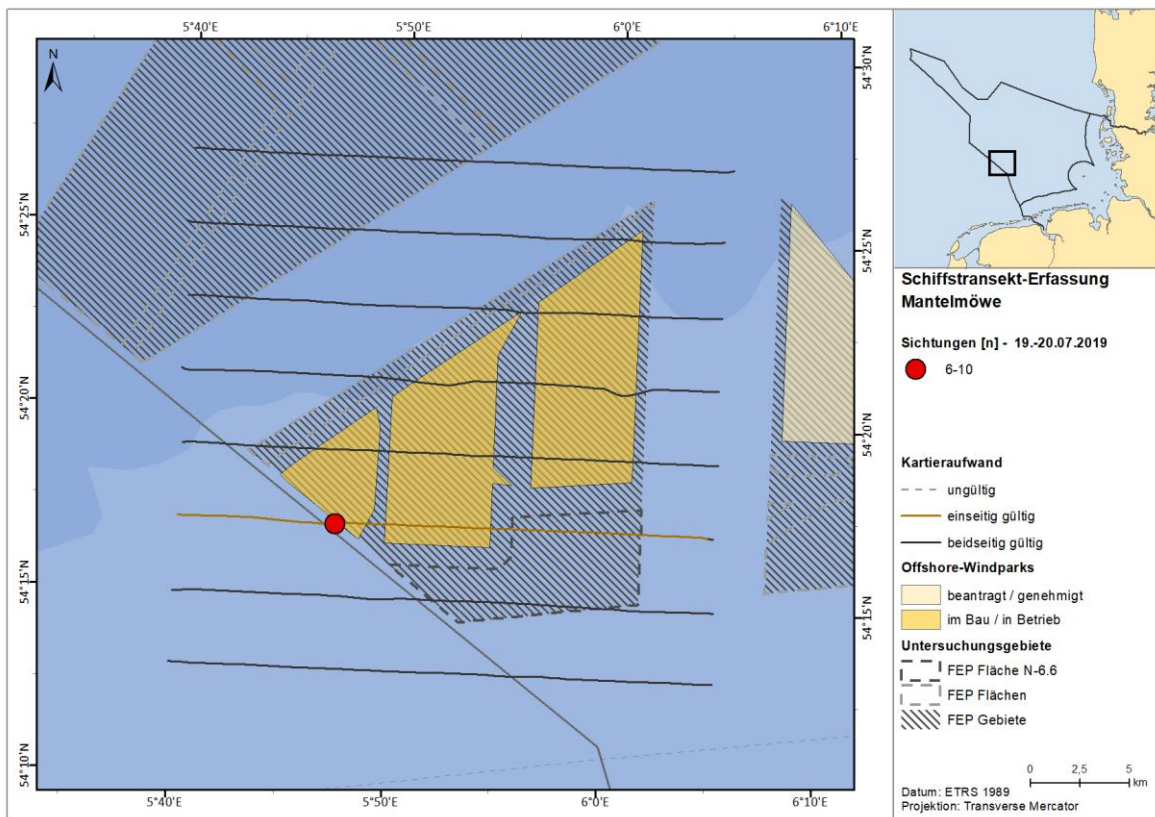 5°40'E
5°50'E
6°0'E
6°10'E
N
54°30'N
54°25'N
54°25'N
54°20'N
54°20'N
54°15'N
54°15'N
54°10'N
5°40'E
5°50'E
6°0'E
6°10'E
Schiffstransekt-Erfassung
Mantelmöwe
Sichtungen [n] - 19.-20.07.2019
6-10
Kartieraufwand
ungültig
einseitig gültig
beidseitig gültig
Offshore-Windparks
beantragt / genehmigt
im Bau / in Betrieb
Untersuchungsgebiete
FEP Fläche N-6.6
FEP Flächen
FEP Gebiete
0 2,5 5
km
Datum: ETRS 1989
Projektion: Transverse Mercator